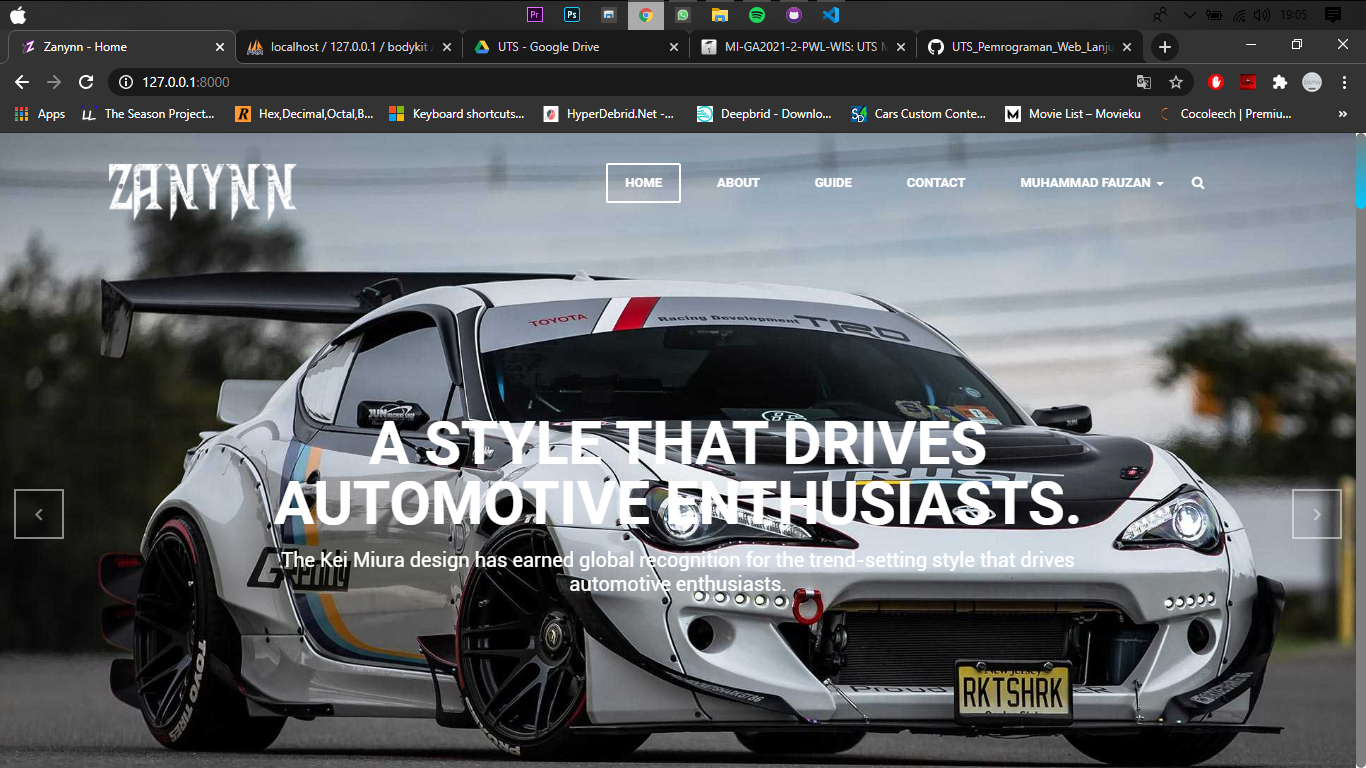 Pr
Ps
19:05
Zanynn - Home
localhost / 127.0.0.1 / bodykit
UTS - Google Drive
MI-GA2021-2-PWL-WIS: UTS
UTS_Pemrograman_Web_Lanju
127.0.0.1:8000
Apps
The Season Project...
Hex,Decimal,Octal,B...
Keyboard shortcuts...
HyperDebrid.Net -...
Deepbrid - Downlo...
Cars Custom Conte...
Movie List – Movieku
Cocoleech | Premiu...
»
ZANYNN
HOME
ABOUT
GUIDE
CONTACT
MUHAMMAD FAUZAN
TOYOTA
Racing Development
TRD
A STYLE THAT DRIVES
TRUST
AUTOMOTIVE ENTHUSIASTS.
The Kei Miura design has earned global recognition for the trend-setting style that drives
automotive enthusiasts.
TOYO TIRES
RKTSHRK